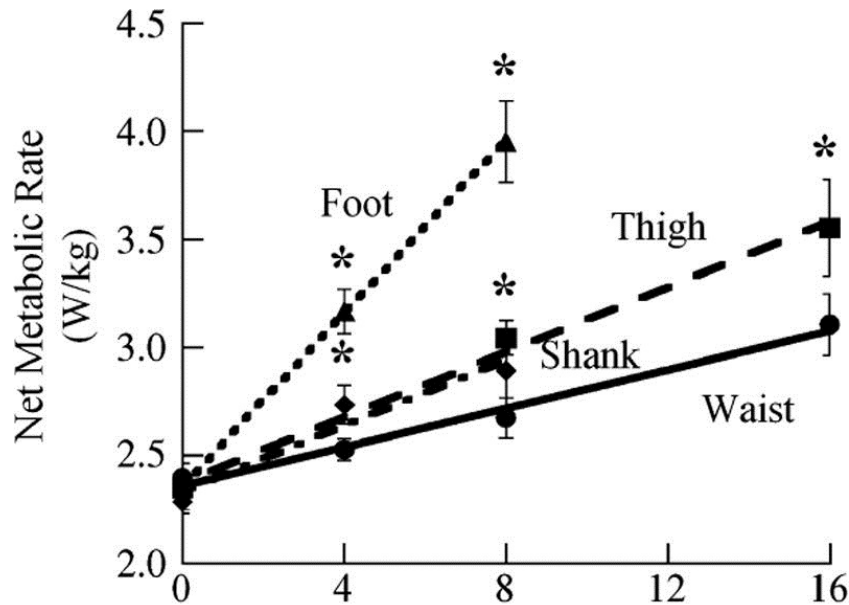 4.5
*
4.0
*
Foot
Thigh
3.5
*
*
Net Metabolic Rate
(W/kg)
3.0
*
Shank
Waist
2.5
2.0
0 4 8 12 16